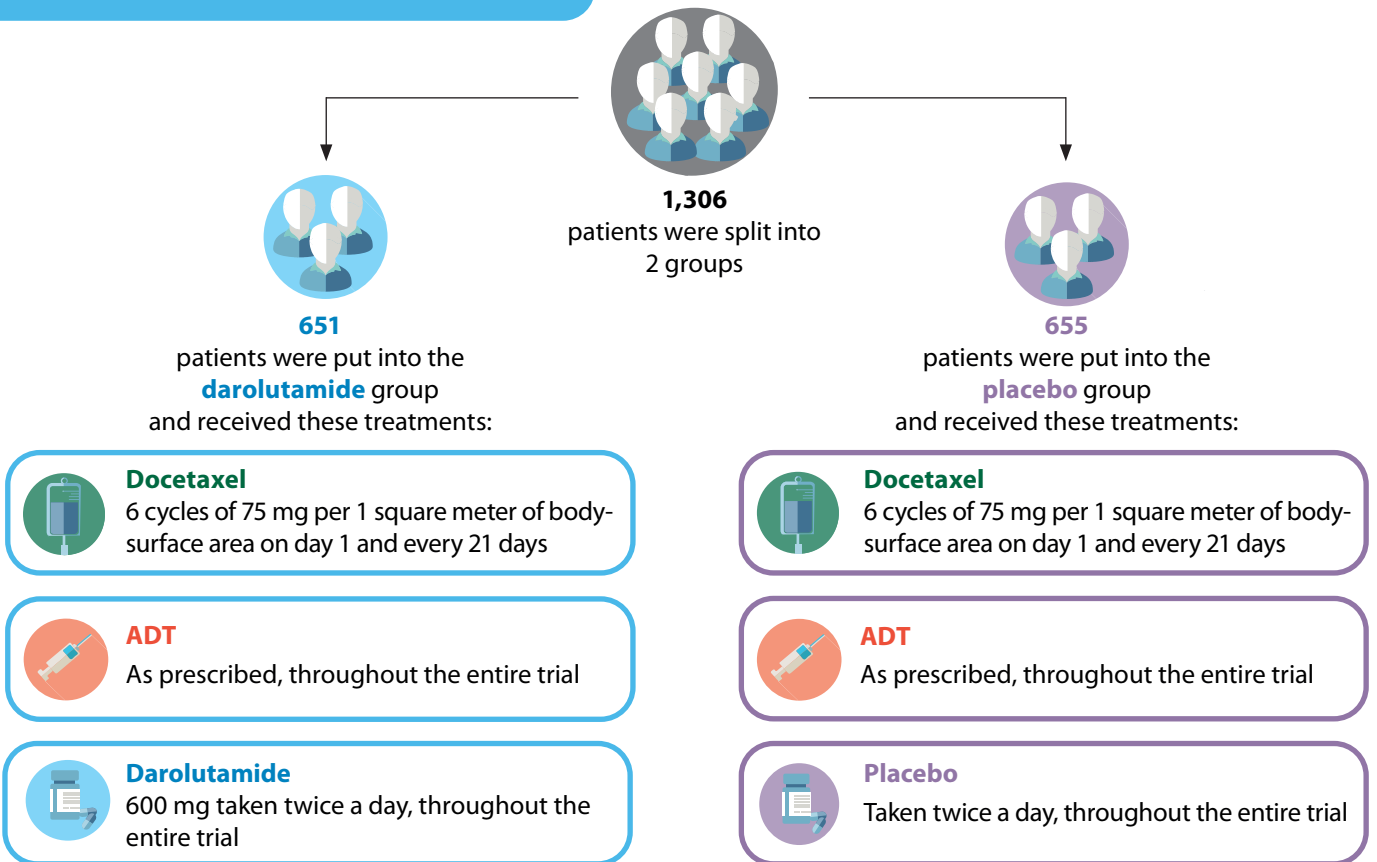 1,306
patients were split into
2 groups
651
patients were put into the
darolutamide group
and received these treatments:
Docetaxel
6 cycles of 75 mg per 1 square meter of body-
surface area on day 1 and every 21 days
ADT
As prescribed, throughout the entire trial
Darolutamide
600 mg taken twice a day, throughout the
entire trial
655
patients were put into the
placebo group
and received these treatments:
Docetaxel
6 cycles of 75 mg per 1 square meter of body-
surface area on day 1 and every 21 days
ADT
As prescribed, throughout the entire trial
Placebo
Taken twice a day, throughout the entire trial